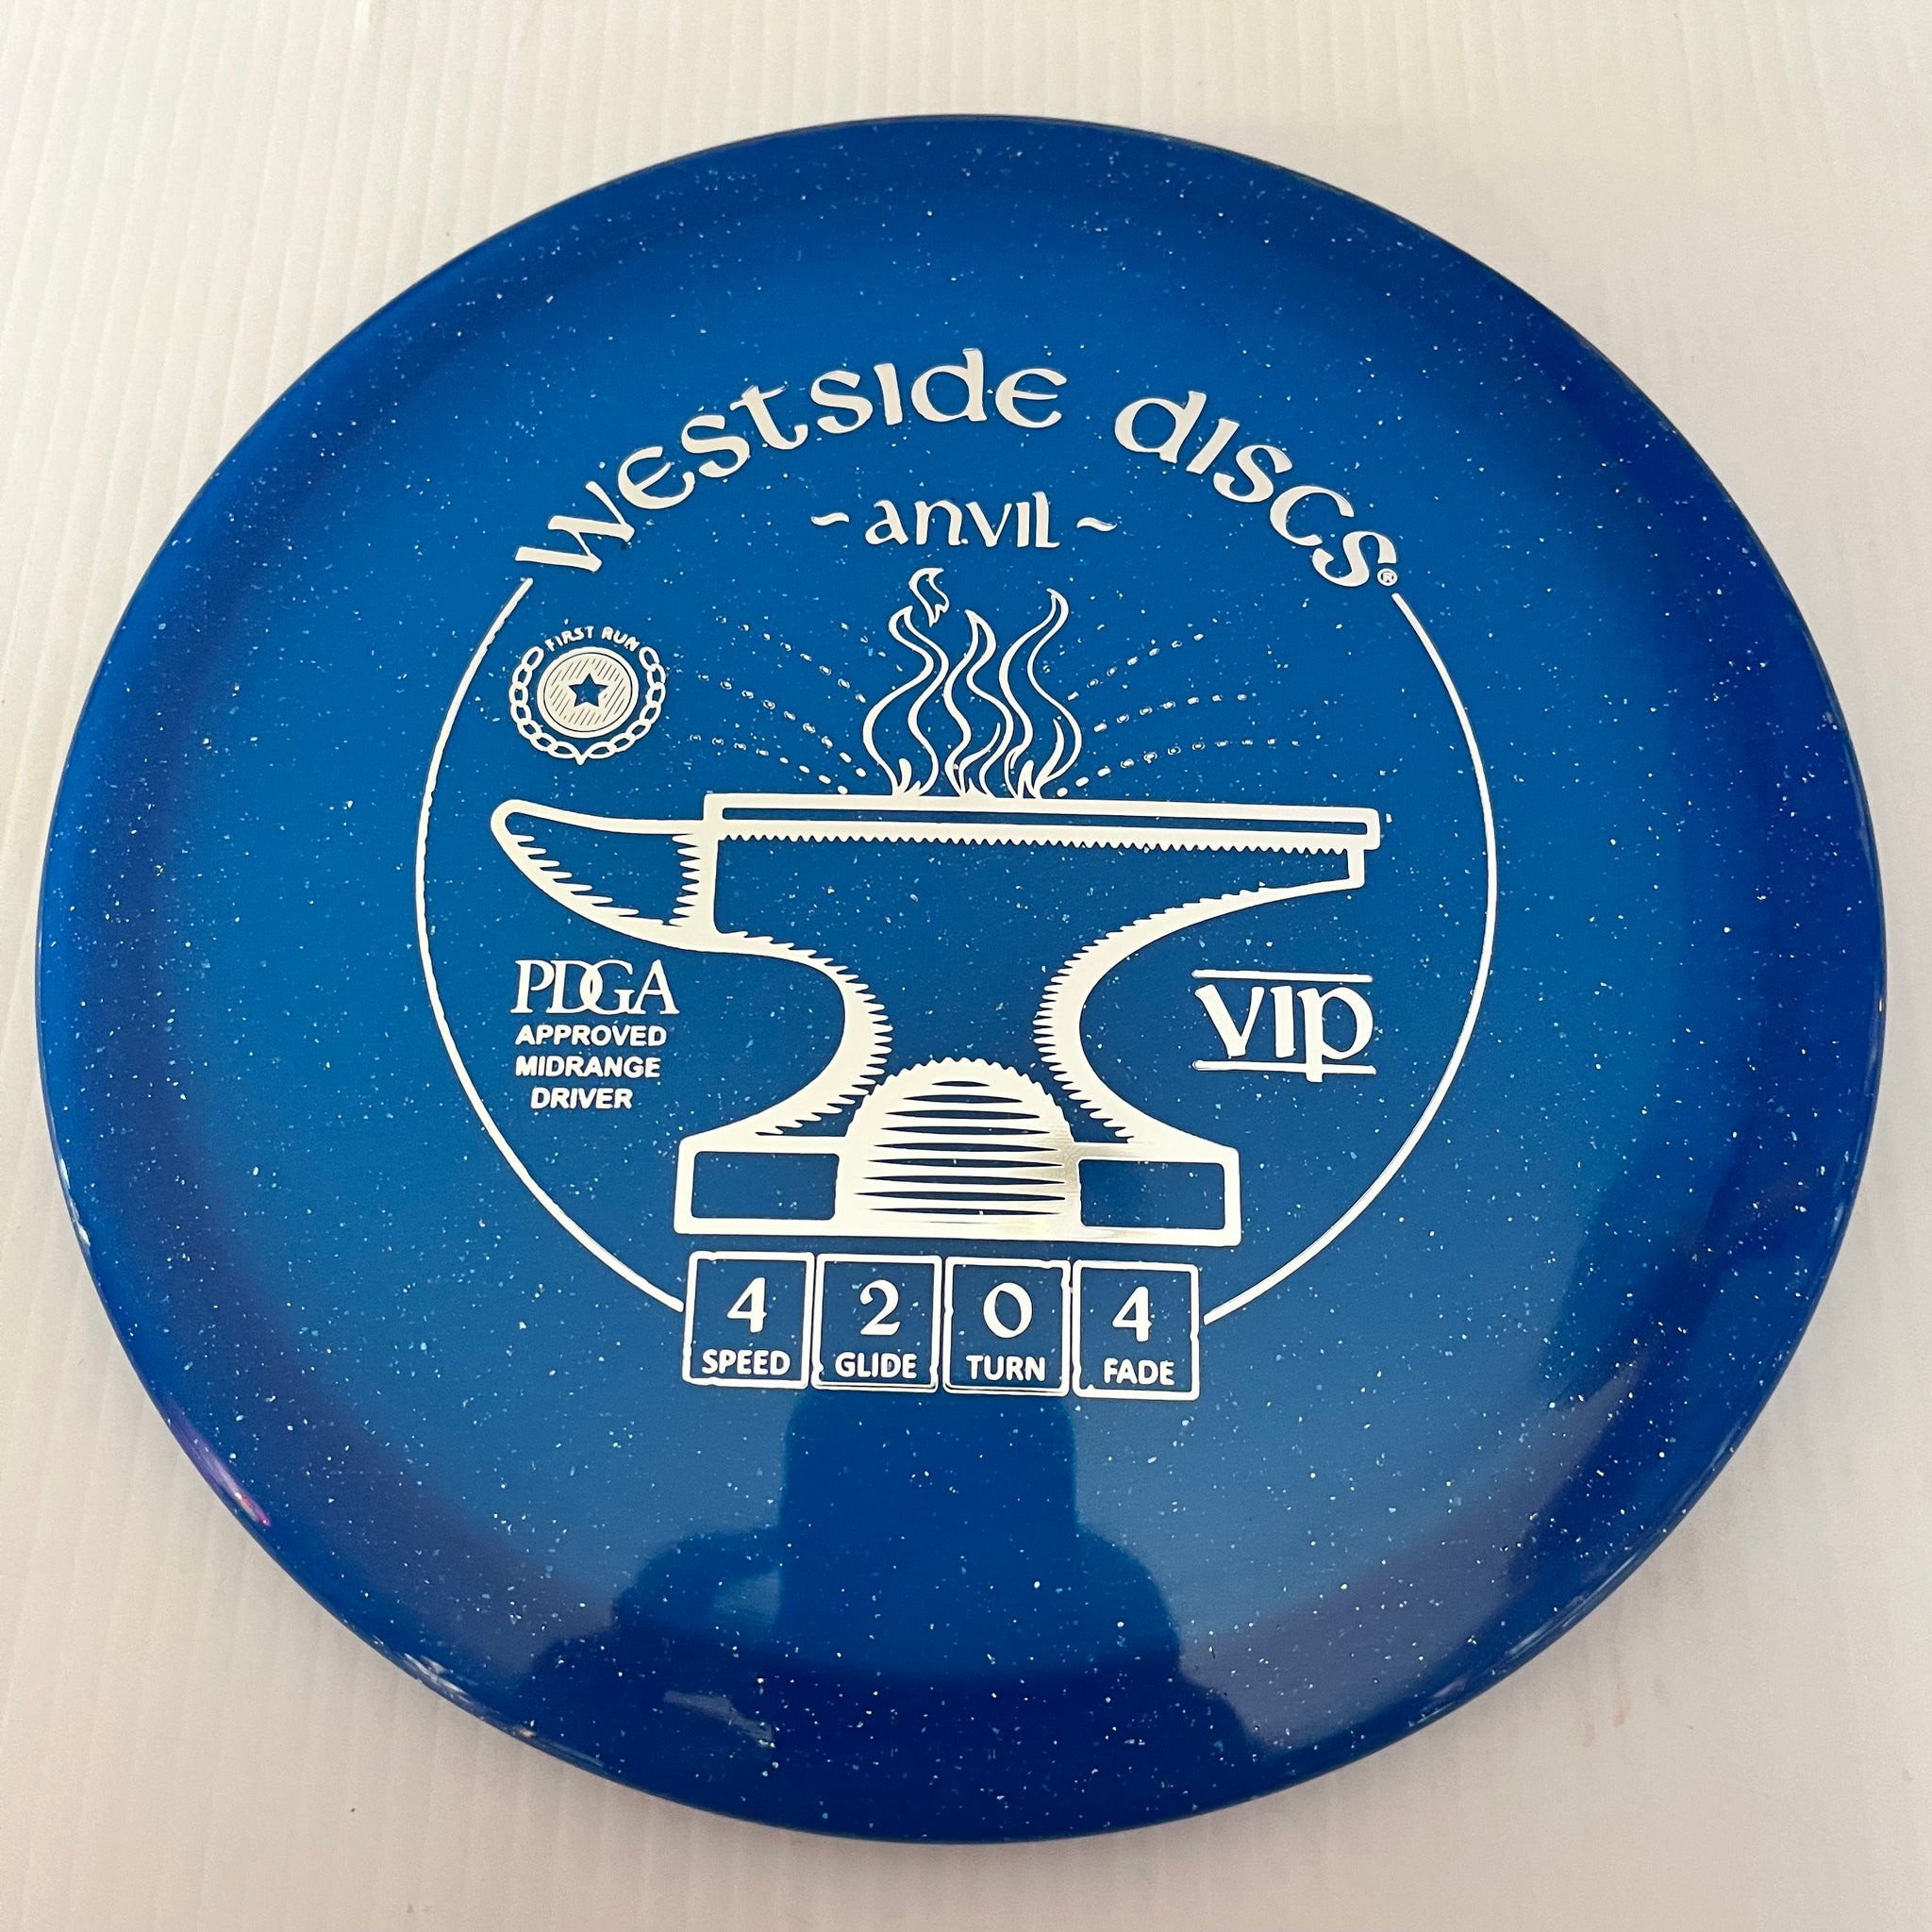 westside discs®
~ anvil ~
FIRST RUN
PDGA
APPROVED
MIDRANGE
DRIVER
VIP
4 2 0 4
SPEED GLIDE TURN FADE